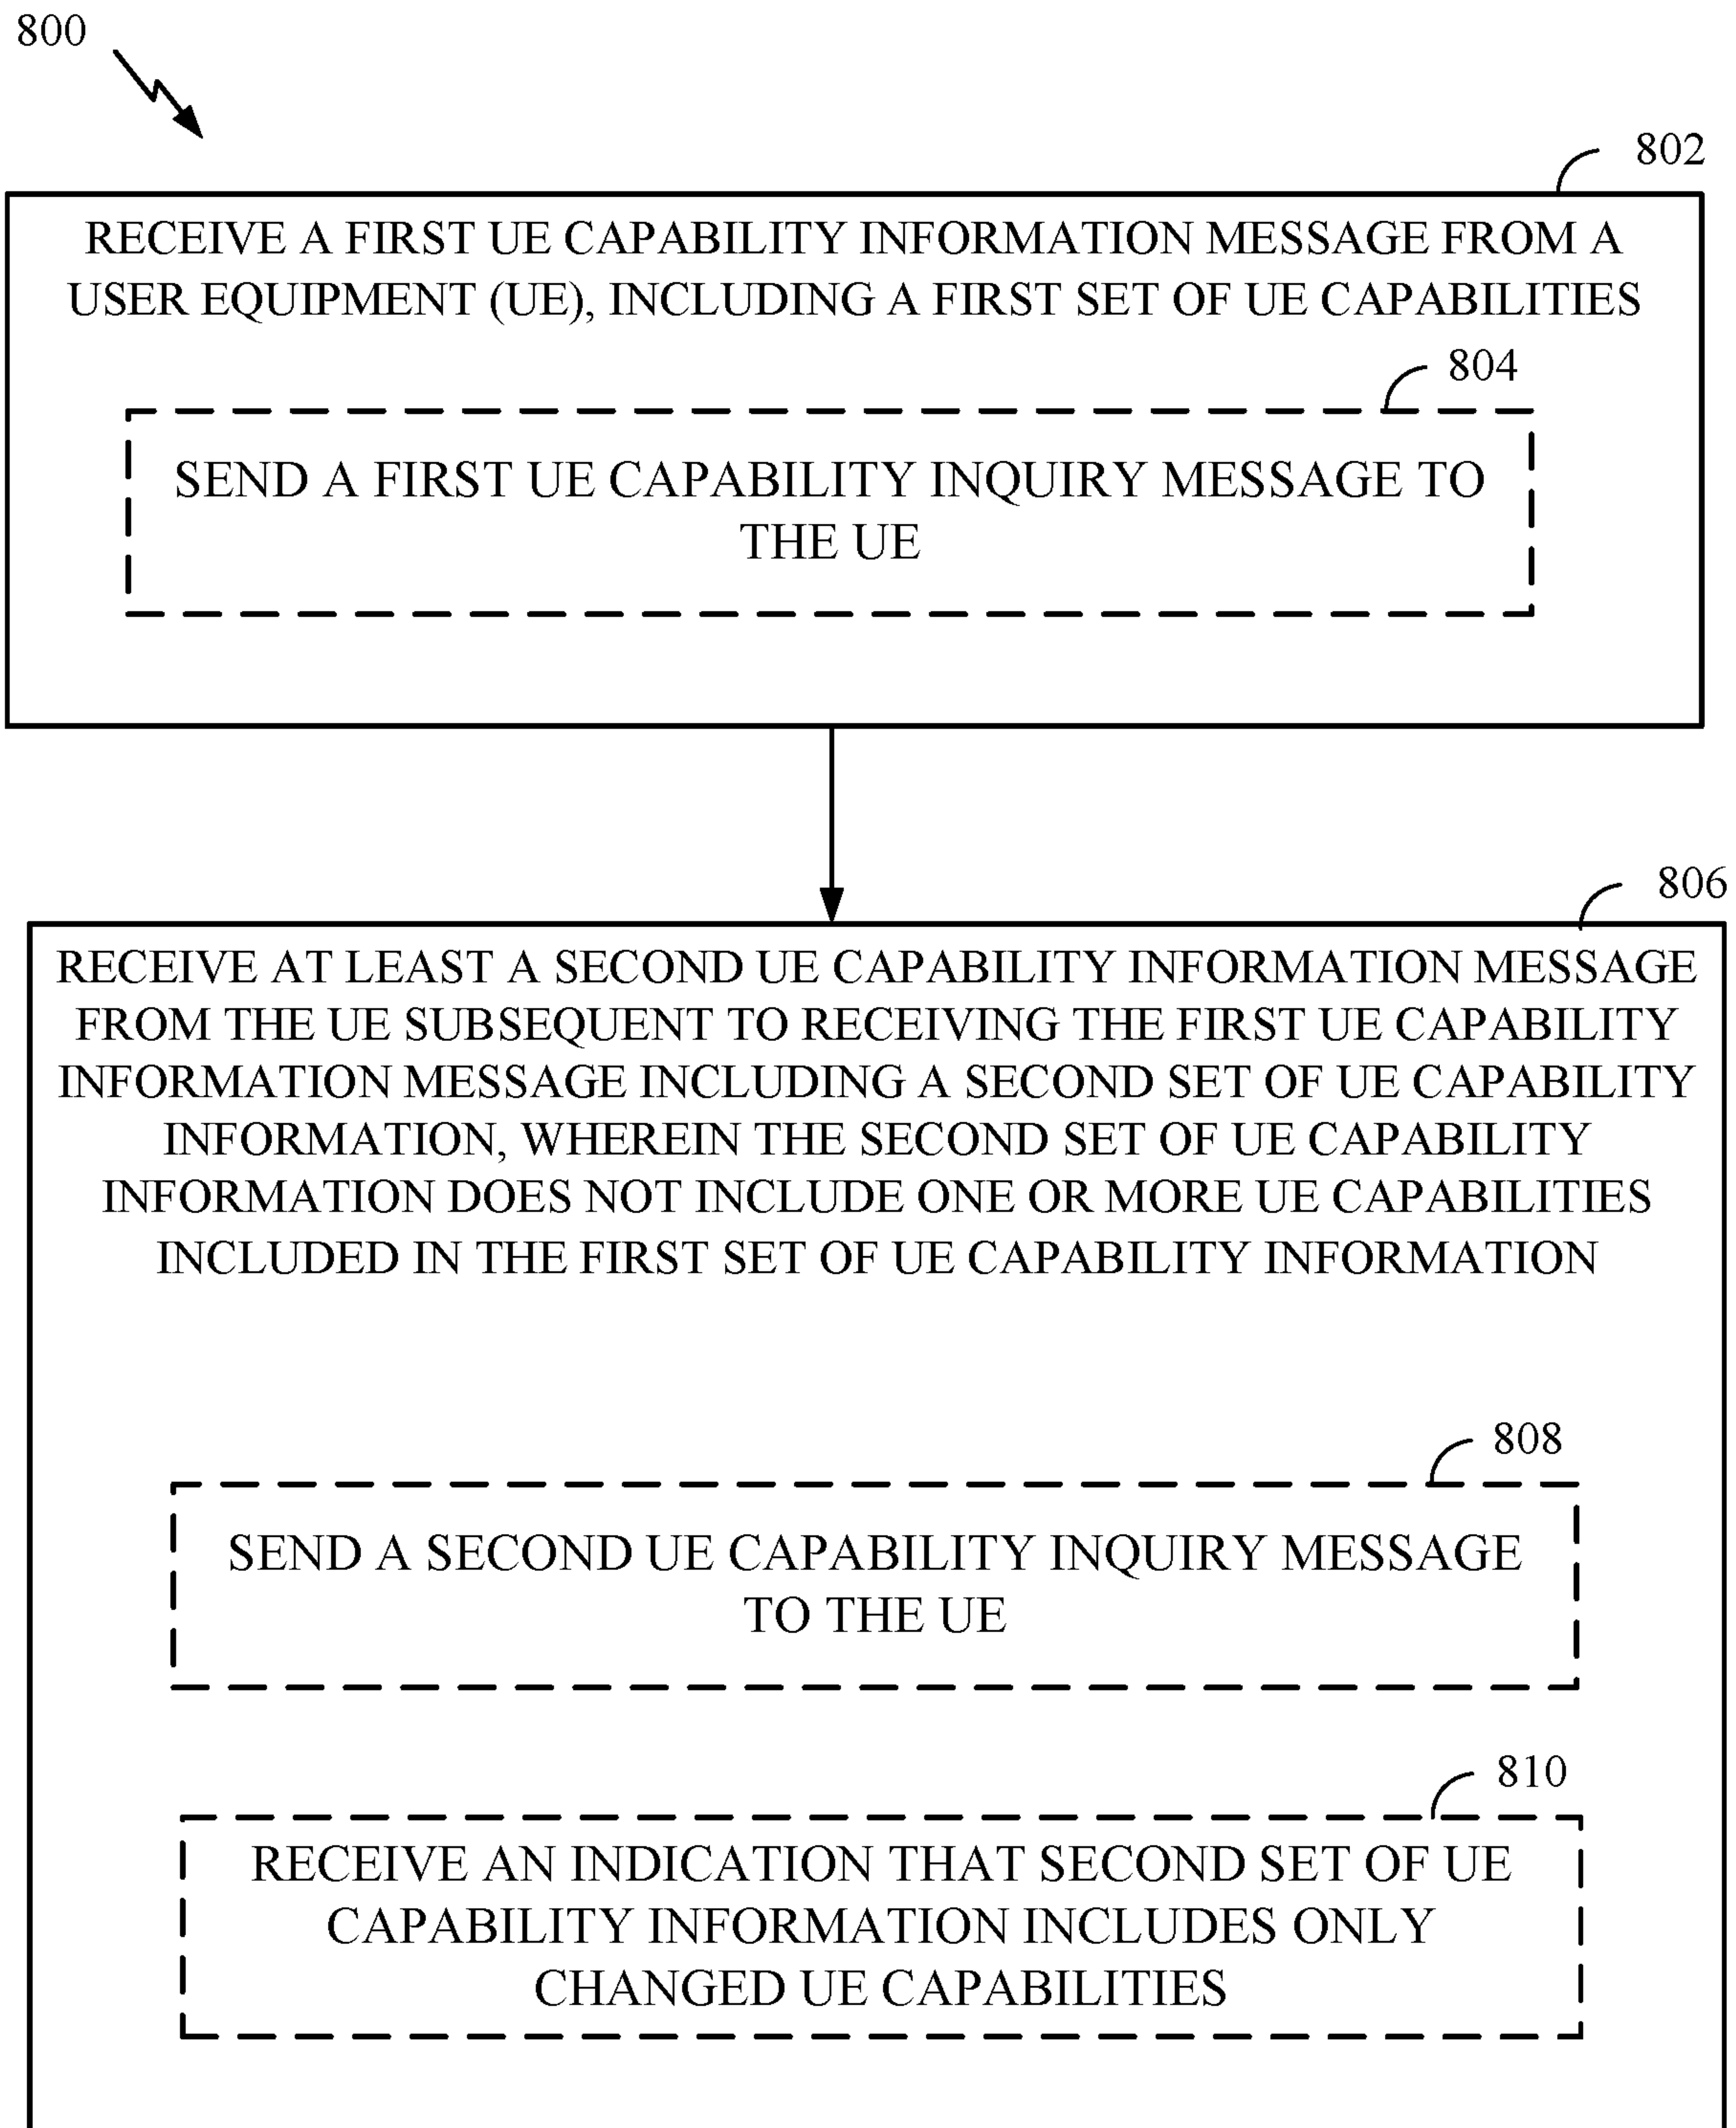 800
802
RECEIVE A FIRST UE CAPABILITY INFORMATION MESSAGE FROM A
USER EQUIPMENT (UE), INCLUDING A FIRST SET OF UE CAPABILITIES
804
SEND A FIRST UE CAPABILITY INQUIRY MESSAGE TO
THE UE
806
RECEIVE AT LEAST A SECOND UE CAPABILITY INFORMATION MESSAGE
FROM THE UE SUBSEQUENT TO RECEIVING THE FIRST UE CAPABILITY
INFORMATION MESSAGE INCLUDING A SECOND SET OF UE CAPABILITY
INFORMATION, WHEREIN THE SECOND SET OF UE CAPABILITY
INFORMATION DOES NOT INCLUDE ONE OR MORE UE CAPABILITIES
INCLUDED IN THE FIRST SET OF UE CAPABILITY INFORMATION
808
SEND A SECOND UE CAPABILITY INQUIRY MESSAGE
TO THE UE
810
RECEIVE AN INDICATION THAT SECOND SET OF UE
CAPABILITY INFORMATION INCLUDES ONLY
CHANGED UE CAPABILITIES